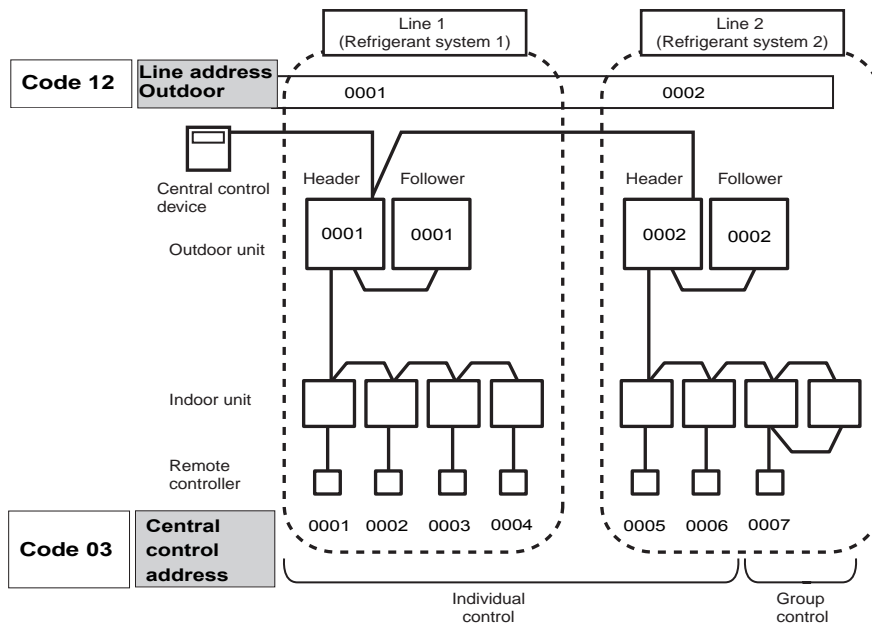 Line 1
(Refrigerant system 1)
Line 2
(Refrigerant system 2)
Code 12
Line address
Outdoor
0001
0002
Central control
device
Header
Follower
Header
Follower
Outdoor unit
0001
0001
0002
0002
Indoor unit
Remote
controller
0001
0002
0003
0004
0005
0006
0007
Code 03
Central
control
address
Individual
control
Group
control